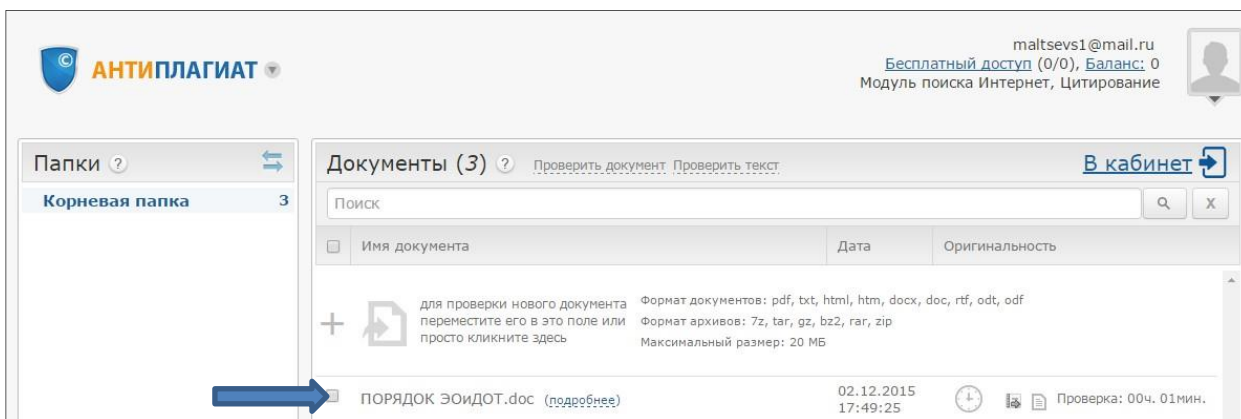 ©
АНТИПЛАГИАТ
maltsevs1@mail.ru
Бесплатный доступ (0/0), Баланс: 0
Модуль поиска Интернет, Цитирование
Папки ?
Корневая папка 3
Документы (3) ? Проверить документ Проверить текст В кабинет
Поиск X
Имя документа Дата Оригинальность
для проверки нового документа
переместите его в это поле или
просто кликните здесь
Формат документов: pdf, txt, html, htm, docx, doc, rtf, odt, odf
Формат архивов: 7z, tar, gz, bz2, rar, zip
Максимальный размер: 20 МБ
ПОРЯДОК ЭОиДОТ.doc (подробнее) 02.12.2015
17:49:25 Проверка: 00ч. 01мин.